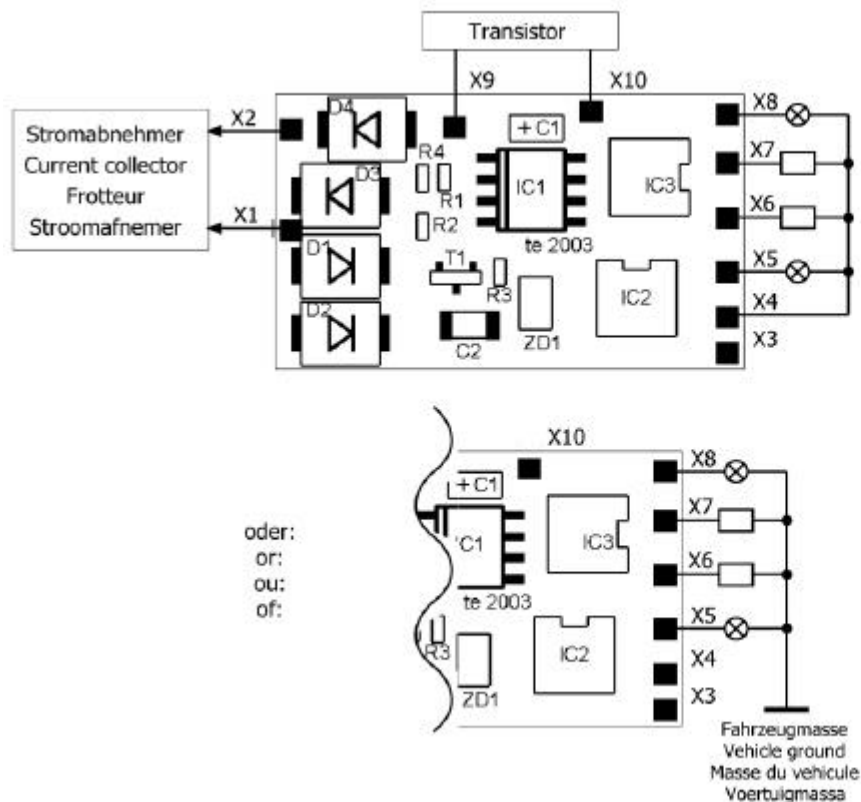 Transistor
X9
X10
X2
D4
+C1
X8
Stromabnehmer
Current collector
Frotteur
Stroomafnemer
R4
R1
IC1
IC3
X7
D3
X1
R2
X6
te 2003
D1
T1
R3
IC2
X5
D2
C2
ZD1
X4
X3
X10
X8
+C1
X7
oder:
or:
ou:
of:
C1
IC3
X6
te 2003
X5
R3
IC2
X4
ZD1
X3
Fahrzeugmasse
Vehicle ground
Masse du vehicule
Voertuigmassa